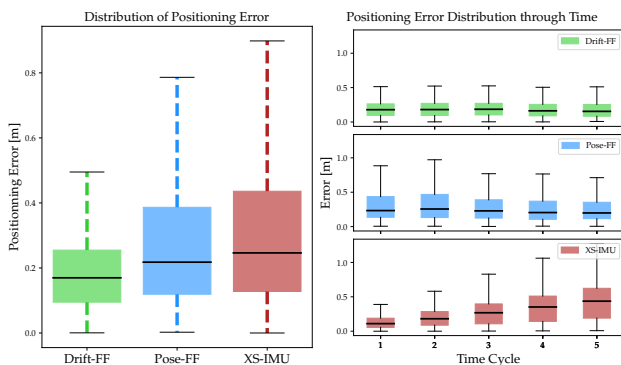 Distribution of Positioning Error
Positionning Error [m]
0.8
0.6
0.4
0.2
0.0
Drift-FF Pose-FF XS-IMU
Positioning Error Distribution through Time
Error [m]
Drift-FF
1.0
0.5
0.0
Pose-FF
1.0
0.5
0.0
XS-IMU
1.0
0.5
0.0
1 2 3 4 5
Time Cycle